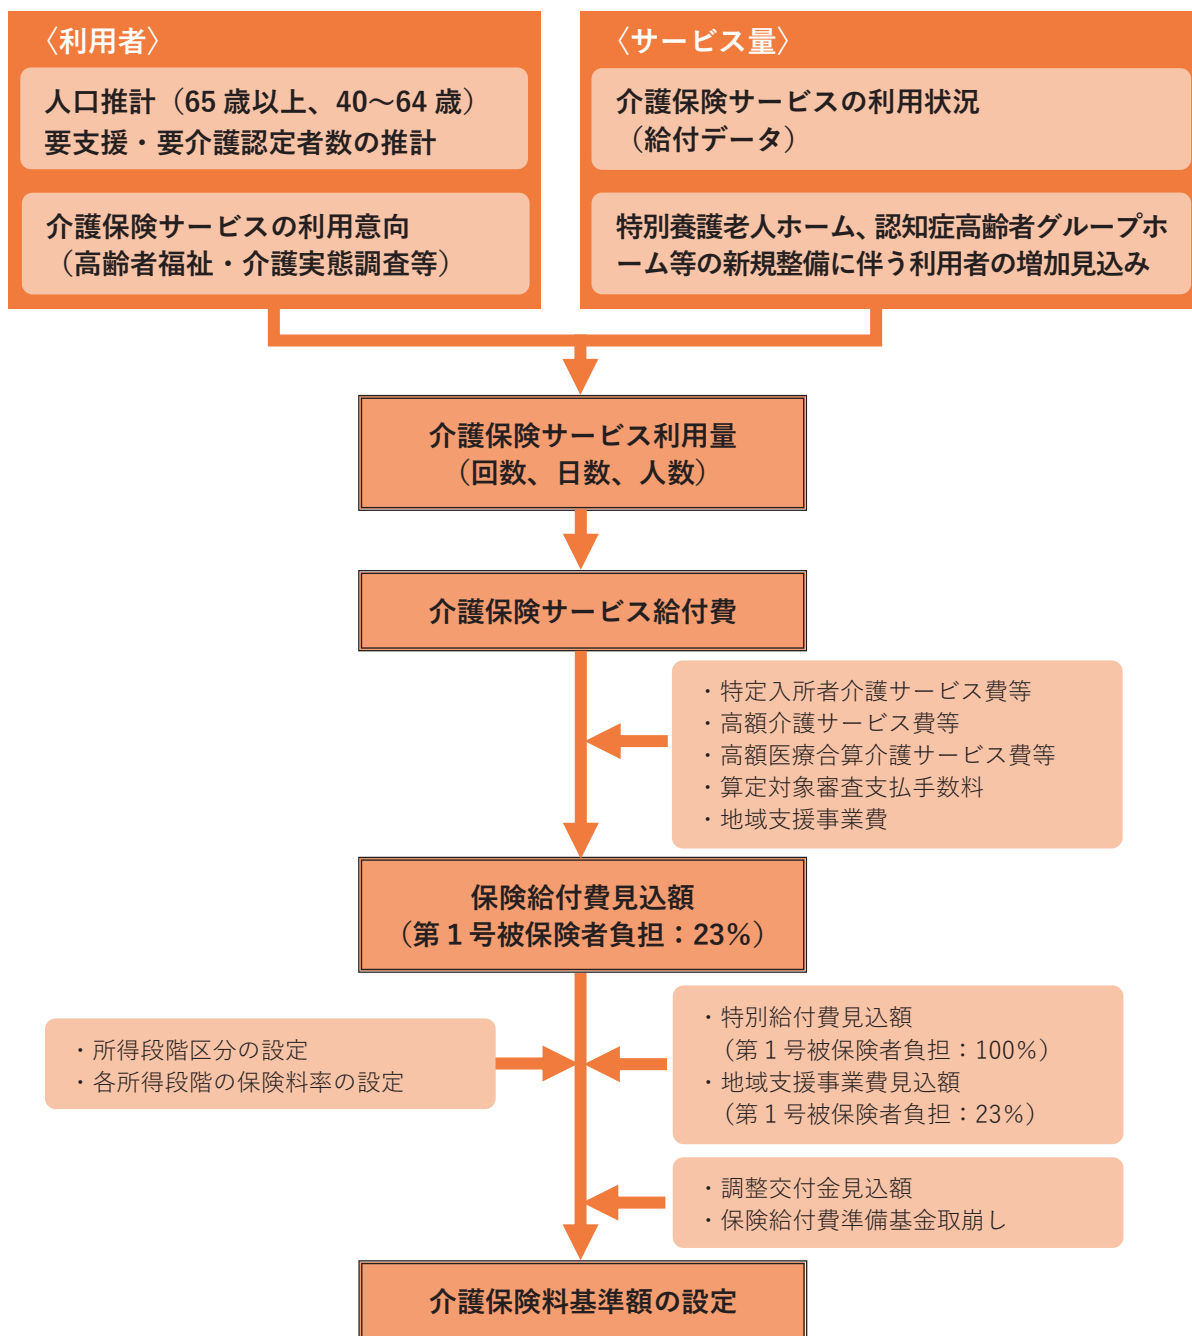 〈利用者〉
人口推計（65 歳以上、40～64 歳）
要支援・要介護認定者数の推計
介護保険サービスの利用意向
（高齢者福祉・介護実態調査等）
〈サービス量〉
介護保険サービスの利用状況
（給付データ）
特別養護老人ホーム、認知症高齢者グループホ
ーム等の新規整備に伴う利用者の増加見込み
介護保険サービス利用量
（回数、日数、人数）
介護保険サービス給付費
・特定入所者介護サービス費等
・高額介護サービス費等
・高額医療合算介護サービス費等
・算定対象審査支払手数料
・地域支援事業費
保険給付費見込額
（第１号被保険者負担：23%）
・所得段階区分の設定
・各所得段階の保険料率の設定
・特別給付費見込額
（第１号被保険者負担：100%）
・地域支援事業費見込額
（第１号被保険者負担：23%）
・調整交付金見込額
・保険給付費準備基金取崩し
介護保険料基準額の設定